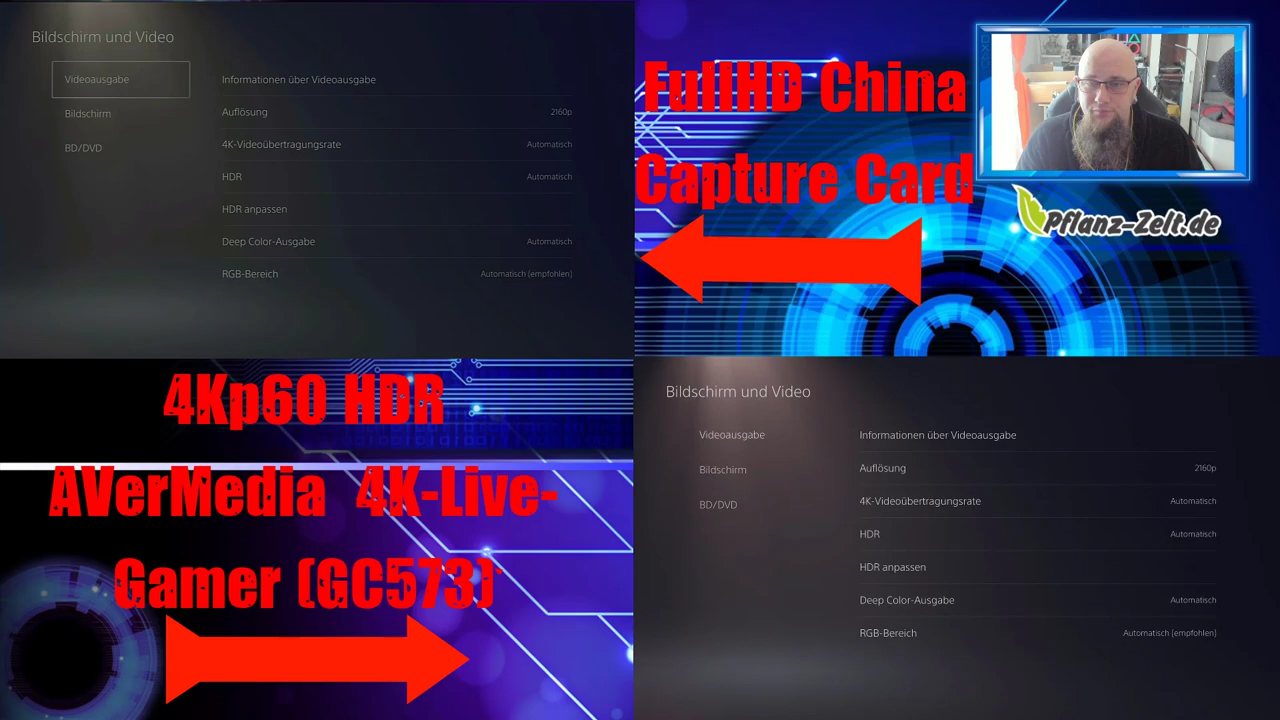 Bildschirm und Video
Videoausgabe
Bildschirm
BD/DVD
Informationen über Videoausgabe
Auflösung 2160p
4K-Videoübertragungsrate Automatisch
HDR Automatisch
HDR anpassen
Deep Color-Ausgabe Automatisch
RGB-Bereich Automatisch (empfohlen)
FullHD China
Capture Card
Pflanz-Zelt.de
4Kp60 HDR
AVerMedia 4K-Live-
Gamer (GC573)
Bildschirm und Video
Videoausgabe
Bildschirm
BD/DVD
Informationen über Videoausgabe
Auflösung 2160p
4K-Videoübertragungsrate Automatisch
HDR Automatisch
HDR anpassen
Deep Color-Ausgabe Automatisch
RGB-Bereich Automatisch (empfohlen)